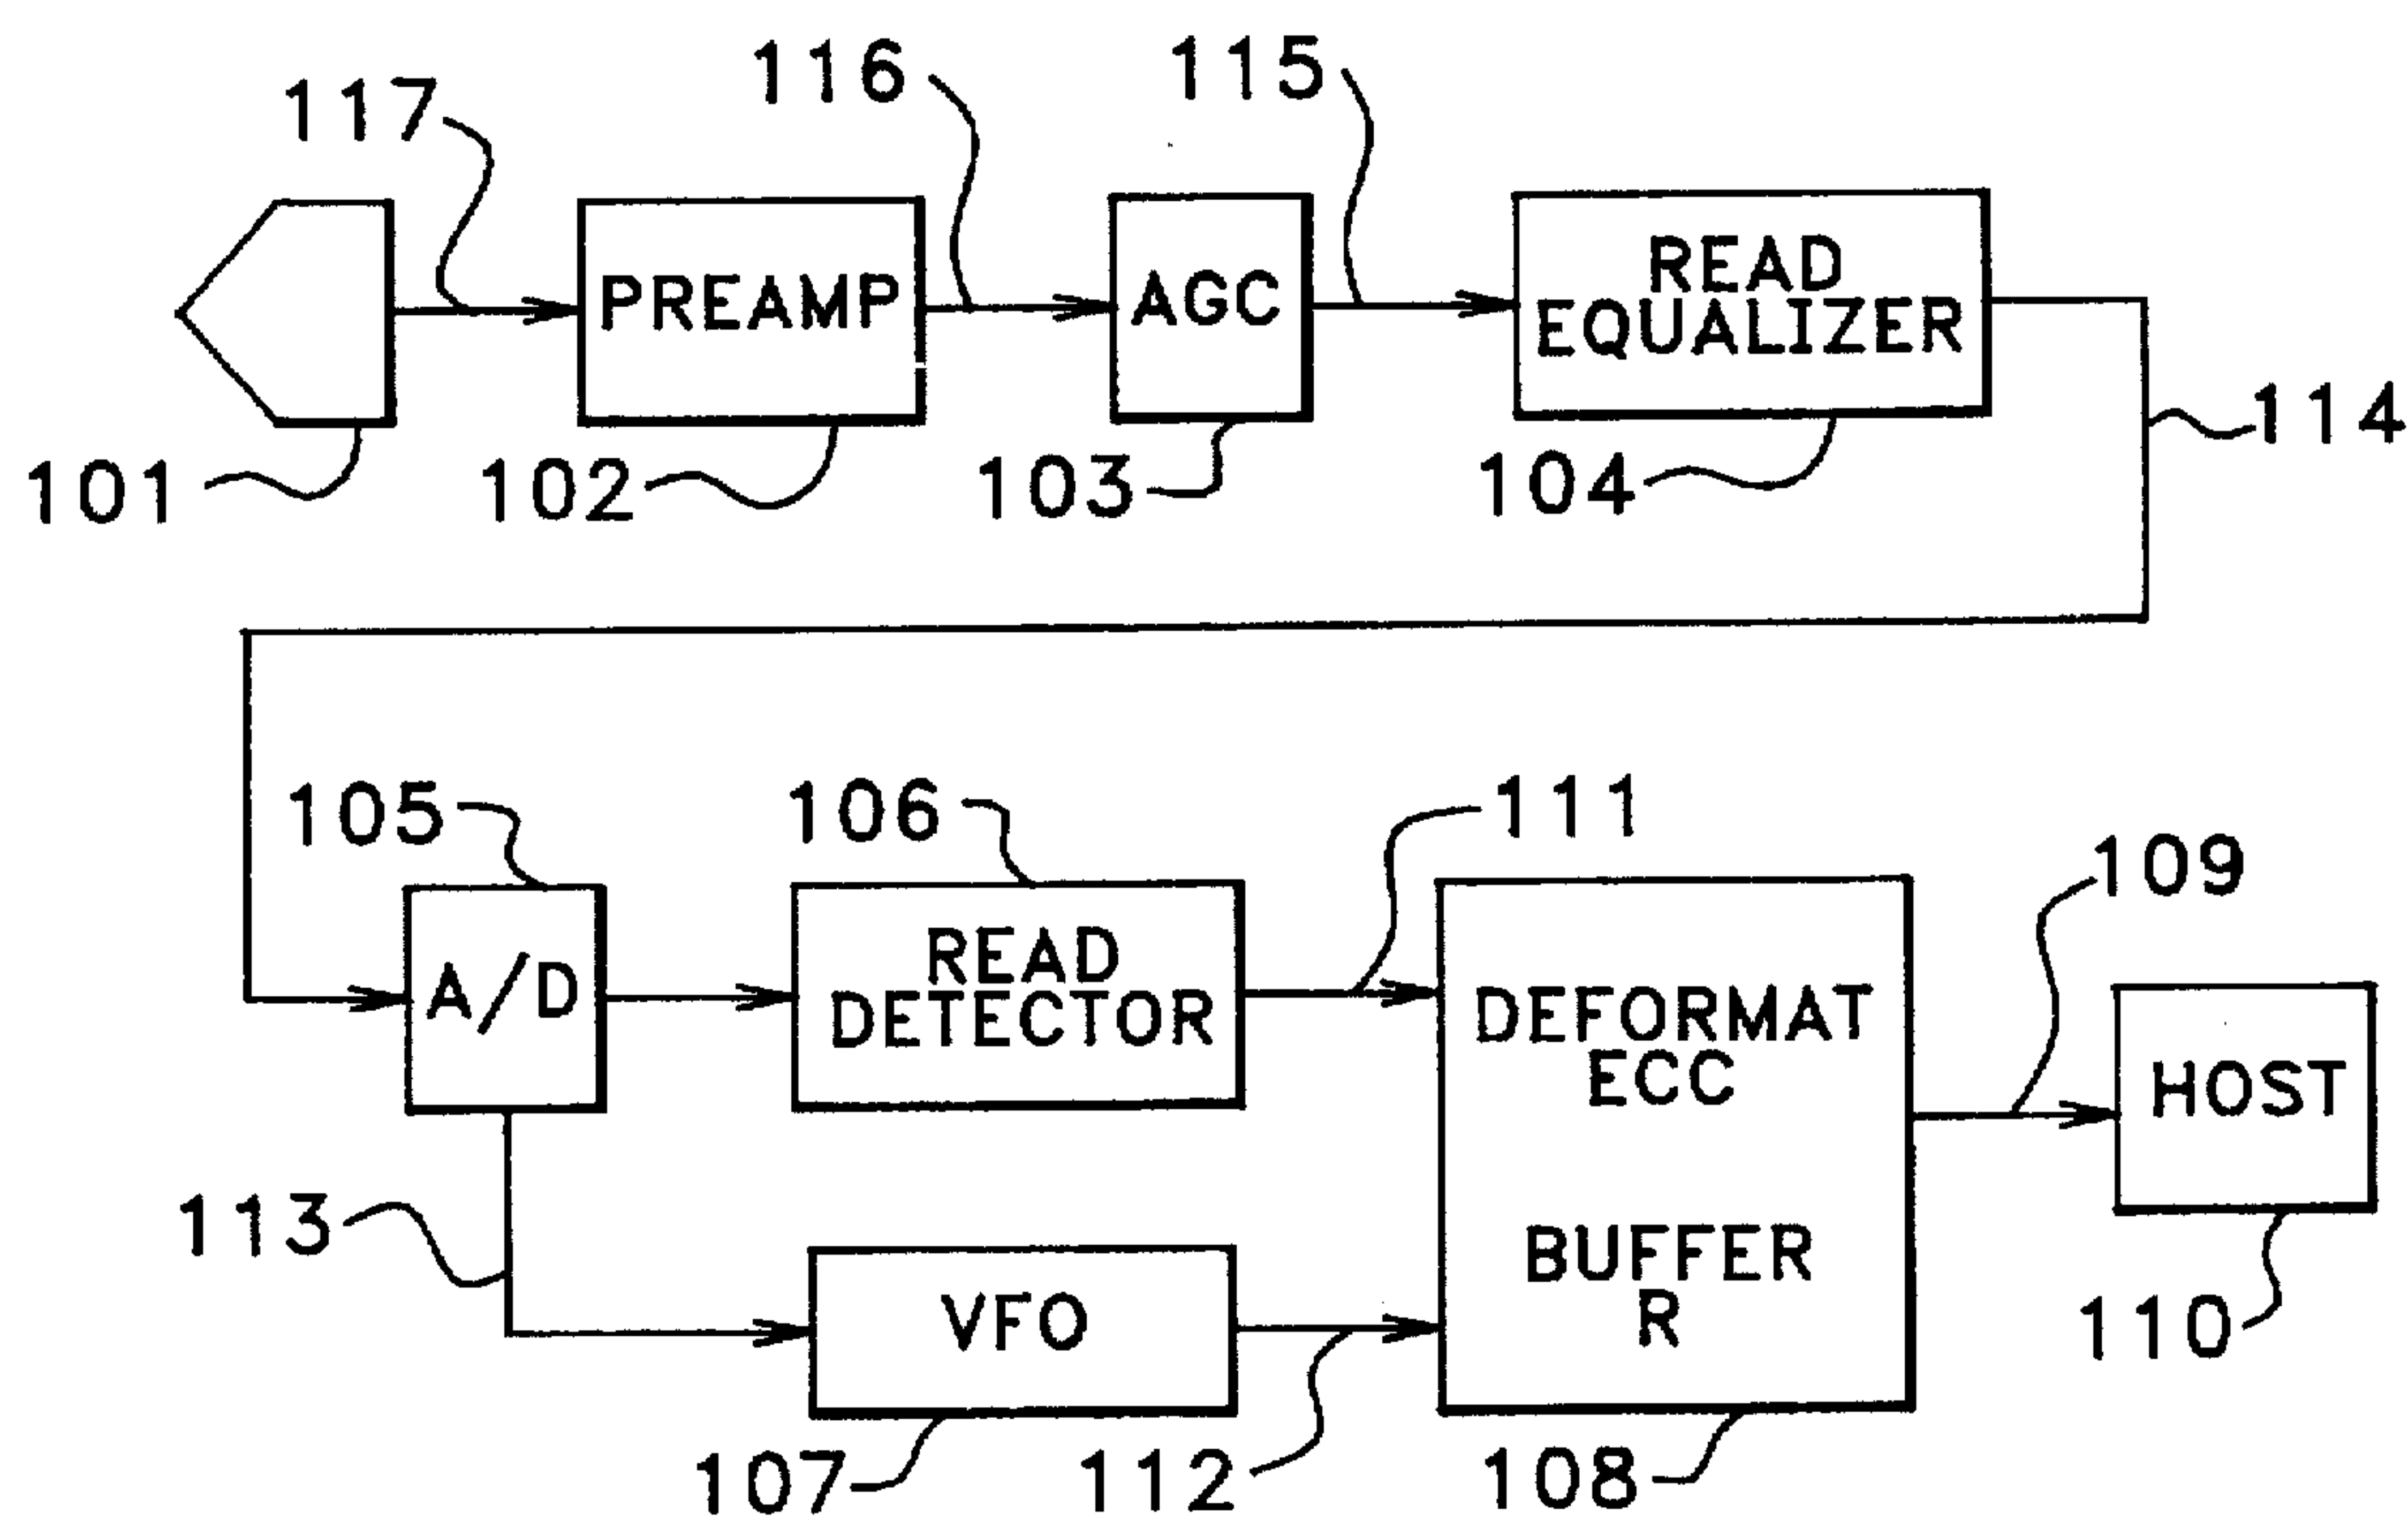 117
116
115
PREAMP
AGC
READ
EQUALIZER
114
101
102
103
104
105
106
111
109
A/D
READ
DETECTOR
DEFORMAT
ECC
HOST
113
VFO
BUFFER
R
110
107
112
108